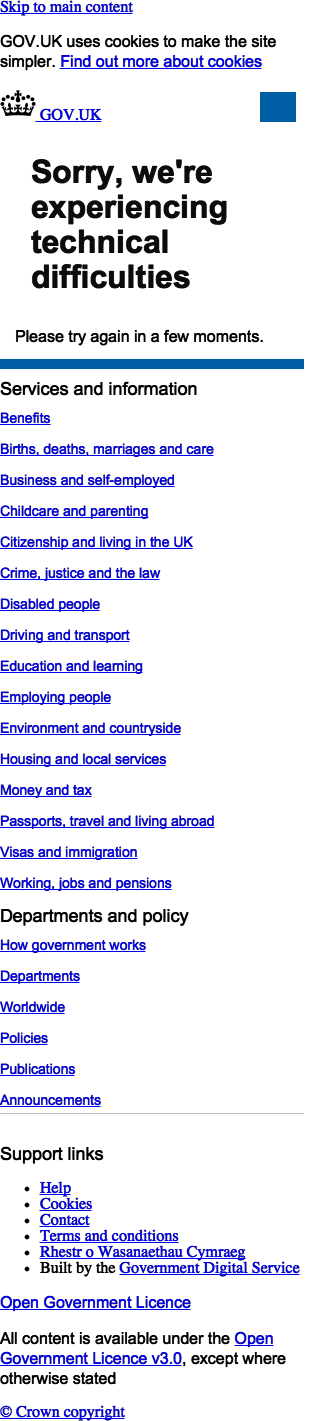 Skip to main content
GOV.UK uses cookies to make the site
simpler. Find out more about cookies
GOV.UK
Sorry, we're
experiencing
technical
difficulties
Please try again in a few moments.
Services and information
Benefits
Births, deaths, marriages and care
Business and self-employed
Childcare and parenting
Citizenship and living in the UK
Crime, justice and the law
Disabled people
Driving and transport
Education and learning
Employing people
Environment and countryside
Housing and local services
Money and tax
Passports, travel and living abroad
Visas and immigration
Working, jobs and pensions
Departments and policy
How government works
Departments
Worldwide
Policies
Publications
Announcements
Support links
• Help
• Cookies
• Contact
• Terms and conditions
• Rhestr o Wasanaethau Cymraeg
• Built by the Government Digital Service
Open Government Licence
All content is available under the Open
Government Licence v3.0, except where
otherwise stated
© Crown copyright